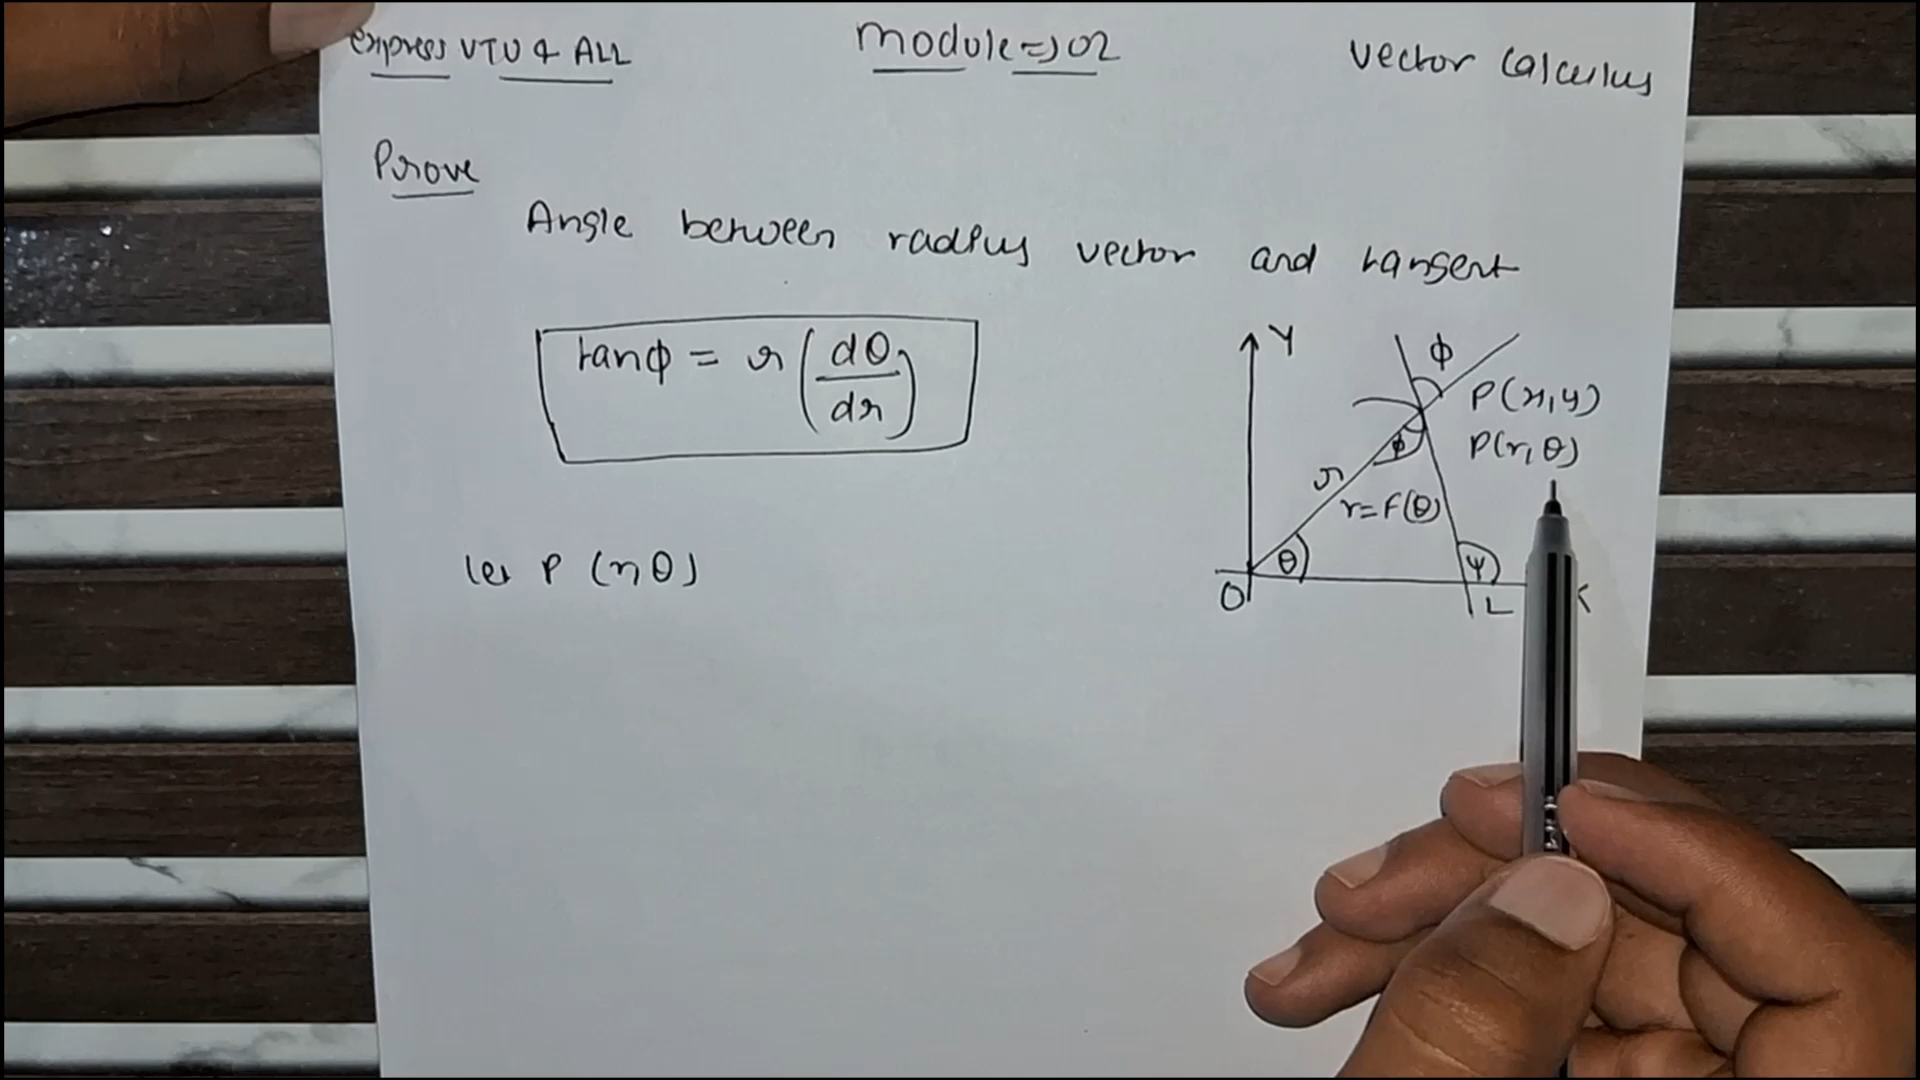 express VTU & ALL
module => 02
vector calculus
Prove
Angle between radius vector and tangent
tanφ = r (dθ/dr)
Y
φ
P(x,y)
P(r,θ)
φ
r
r=f(θ)
θ
ψ
O
L
let P (r,θ)